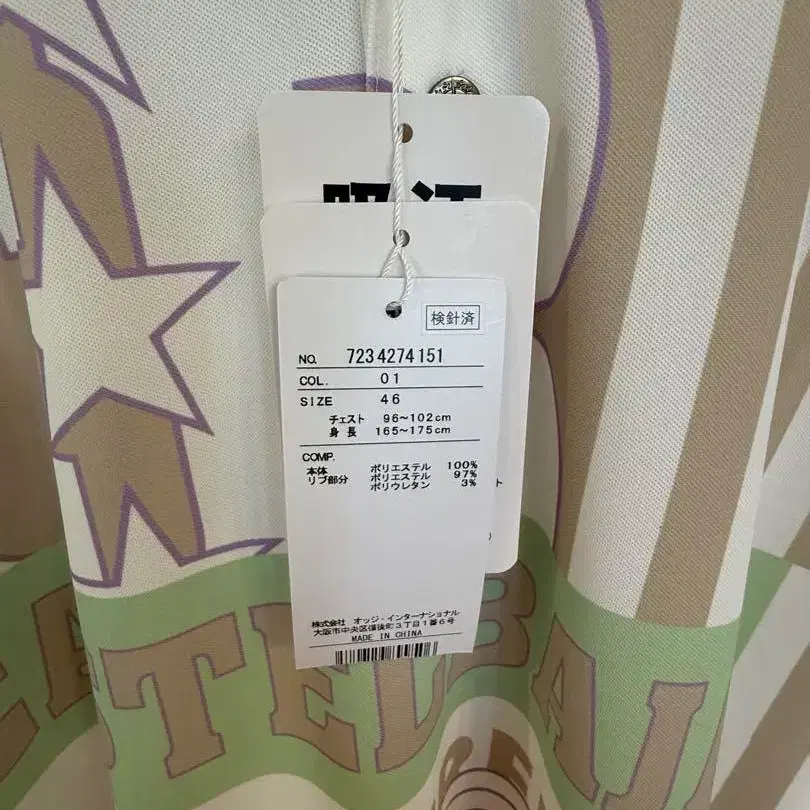 検針済
NO. 7234274151
COL. 01
SIZE 46
チェスト 96~102cm
身長 165~175cm
COMP.
本体 ポリエステル 100%
リブ部分 ポリエステル 97%
ポリウレタン 3%
株式会社 オッジ・インターナショナル
大阪市中央区備後町3丁目1番6号
MADE IN CHINA
ASTELBAJ